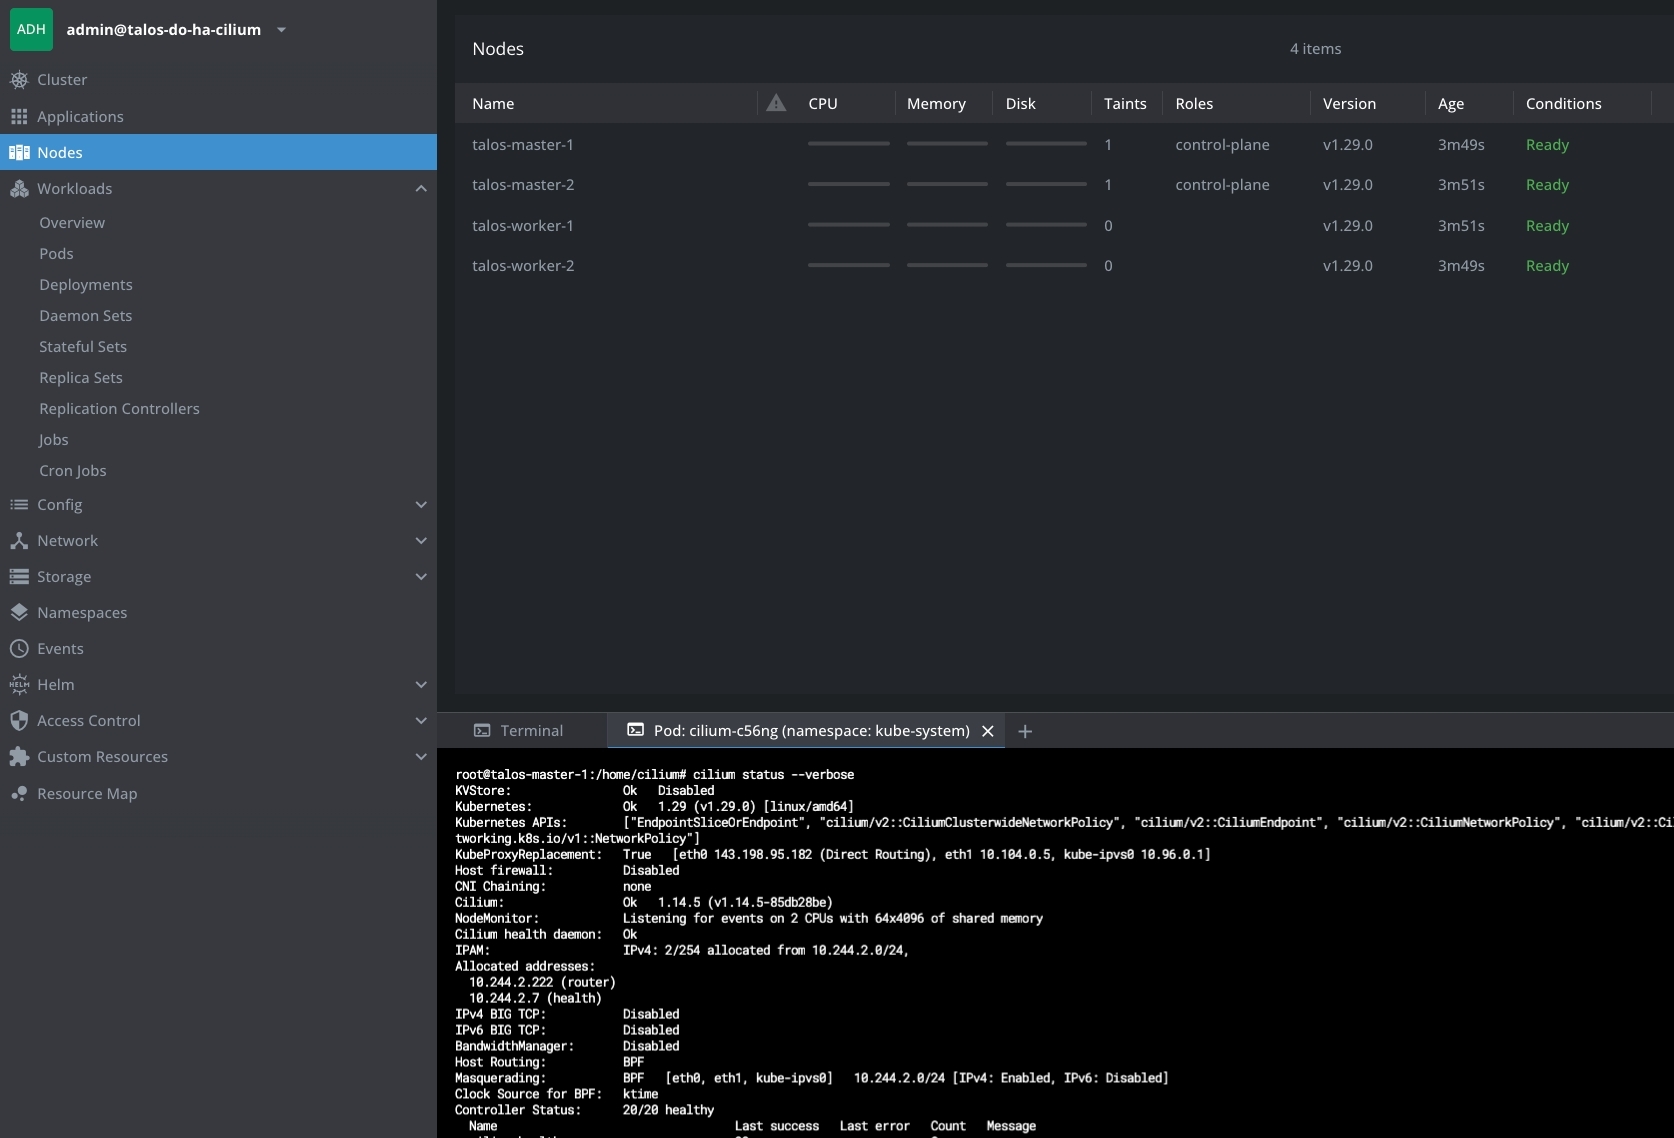 ADH
admin@talos-do-ha-cilium
Cluster
Applications
Nodes
Workloads
Overview
Pods
Deployments
Daemon Sets
Stateful Sets
Replica Sets
Replication Controllers
Jobs
Cron Jobs
Config
Network
Storage
Namespaces
Events
HELM Helm
Access Control
Custom Resources
Resource Map
Nodes 4 items
Name CPU Memory Disk Taints Roles Version Age Conditions
talos-master-1 1 control-plane v1.29.0 3m49s Ready
talos-master-2 1 control-plane v1.29.0 3m51s Ready
talos-worker-1 0 v1.29.0 3m51s Ready
talos-worker-2 0 v1.29.0 3m49s Ready
Terminal Pod: cilium-c56ng (namespace: kube-system)
root@talos-master-1:/home/cilium# cilium status --verbose
KVStore: Ok Disabled
Kubernetes: Ok 1.29 (v1.29.0) [linux/amd64]
Kubernetes APIs: ["EndpointSliceOrEndpoint", "cilium/v2::CiliumClusterwideNetworkPolicy", "cilium/v2::CiliumEndpoint", "cilium/v2::CiliumNetworkPolicy", "cilium/v2::Ci
tworking.k8s.io/v1::NetworkPolicy"]
KubeProxyReplacement: True [eth0 143.198.95.182 (Direct Routing), eth1 10.104.0.5, kube-ipvs0 10.96.0.1]
Host firewall: Disabled
CNI Chaining: none
Cilium: Ok 1.14.5 (v1.14.5-85db28be)
NodeMonitor: Listening for events on 2 CPUs with 64x4096 of shared memory
Cilium health daemon: Ok
IPAM: IPv4: 2/254 allocated from 10.244.2.0/24,
Allocated addresses:
10.244.2.222 (router)
10.244.2.7 (health)
IPv4 BIG TCP: Disabled
IPv6 BIG TCP: Disabled
BandwidthManager: Disabled
Host Routing: BPF
Masquerading: BPF [eth0, eth1, kube-ipvs0] 10.244.2.0/24 [IPv4: Enabled, IPv6: Disabled]
Clock Source for BPF: ktime
Controller Status: 20/20 healthy
Name Last success Last error Count Message